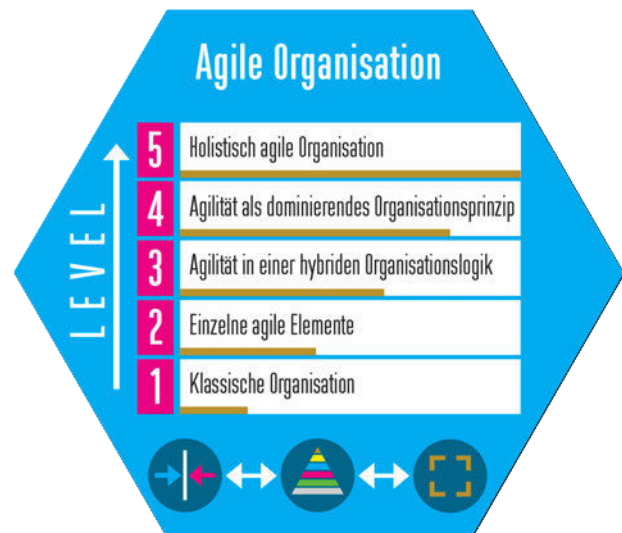 Agile Organisation
LEVEL
5 Holistisch agile Organisation
4 Agilität als dominierendes Organisationsprinzip
3 Agilität in einer hybriden Organisationslogik
2 Einzelne agile Elemente
1 Klassische Organisation